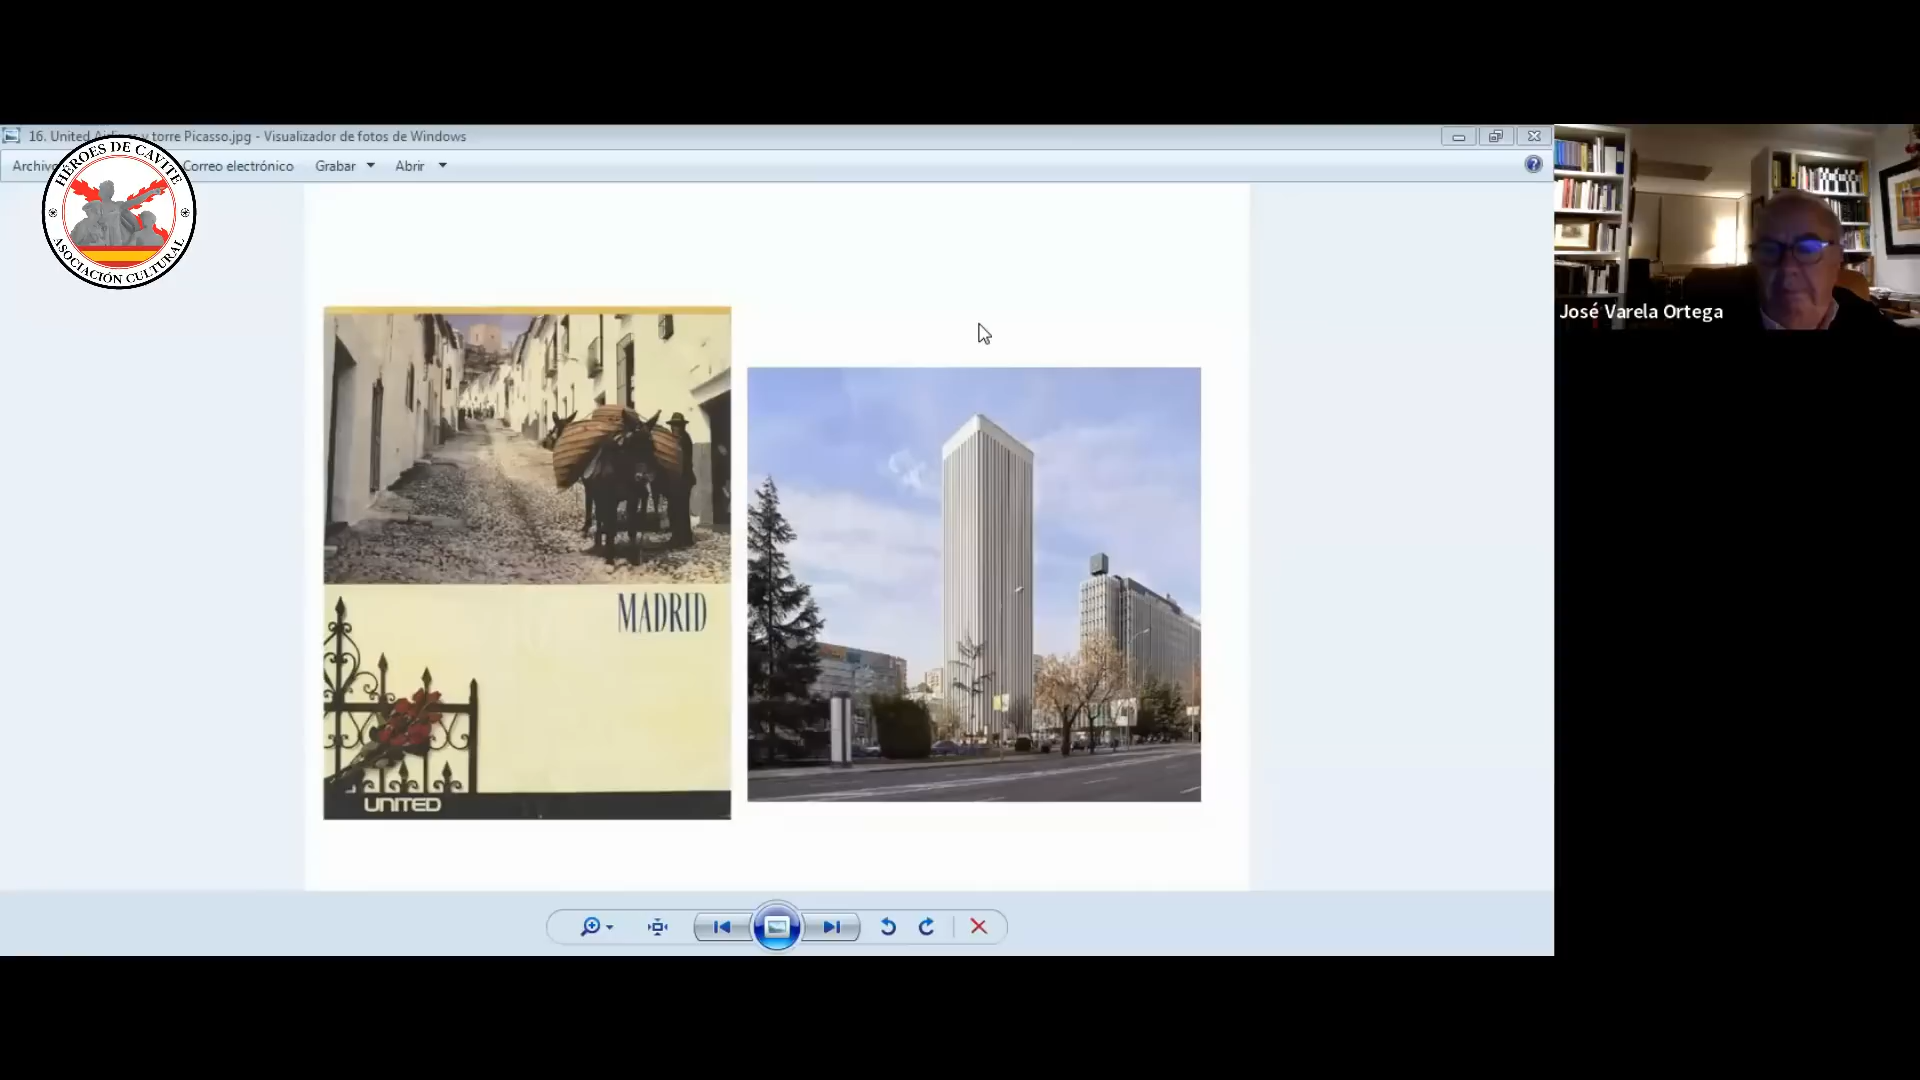 16. United Airlines y torre Picasso.jpg - Visualizador de fotos de Windows
Archivo Correo electrónico Grabar Abrir
HÉROES DE CAVITE
ASOCIACIÓN CULTURAL
José Varela Ortega
MADRID
UNITED